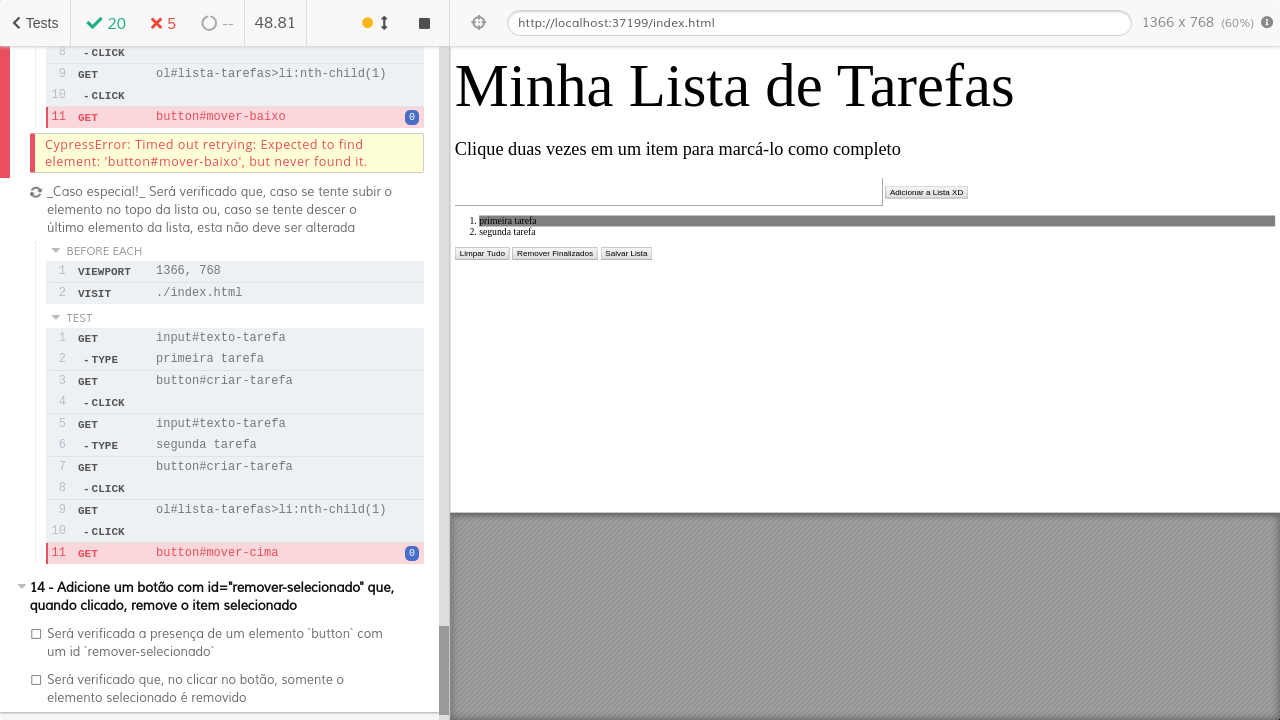 Tests
20
5
--
48.81
8 - CLICK
9 GET ol#lista-tarefas>li:nth-child(1)
10 - CLICK
11 GET button#mover-baixo 0
CypressError: Timed out retrying: Expected to find
element: 'button#mover-baixo', but never found it.
_Caso especial!_ Será verificado que, caso se tente subir o
elemento no topo da lista ou, caso se tente descer o
último elemento da lista, esta não deve ser alterada
BEFORE EACH
1 VIEWPORT 1366, 768
2 VISIT ./index.html
TEST
1 GET input#texto-tarefa
2 - TYPE primeira tarefa
3 GET button#criar-tarefa
4 - CLICK
5 GET input#texto-tarefa
6 - TYPE segunda tarefa
7 GET button#criar-tarefa
8 - CLICK
9 GET ol#lista-tarefas>li:nth-child(1)
10 - CLICK
11 GET button#mover-cima 0
14 - Adicione um botão com id="remover-selecionado" que,
quando clicado, remove o item selecionado
Será verificada a presença de um elemento `button` com
um id `remover-selecionado`
Será verificado que, no clicar no botão, somente o
elemento selecionado é removido
http://localhost:37199/index.html
1366 x 768 (60%)
Minha Lista de Tarefas
Clique duas vezes em um item para marcá-lo como completo
Adicionar a Lista XD
1. primeira tarefa
2. segunda tarefa
Limpar Tudo Remover Finalizados Salvar Lista